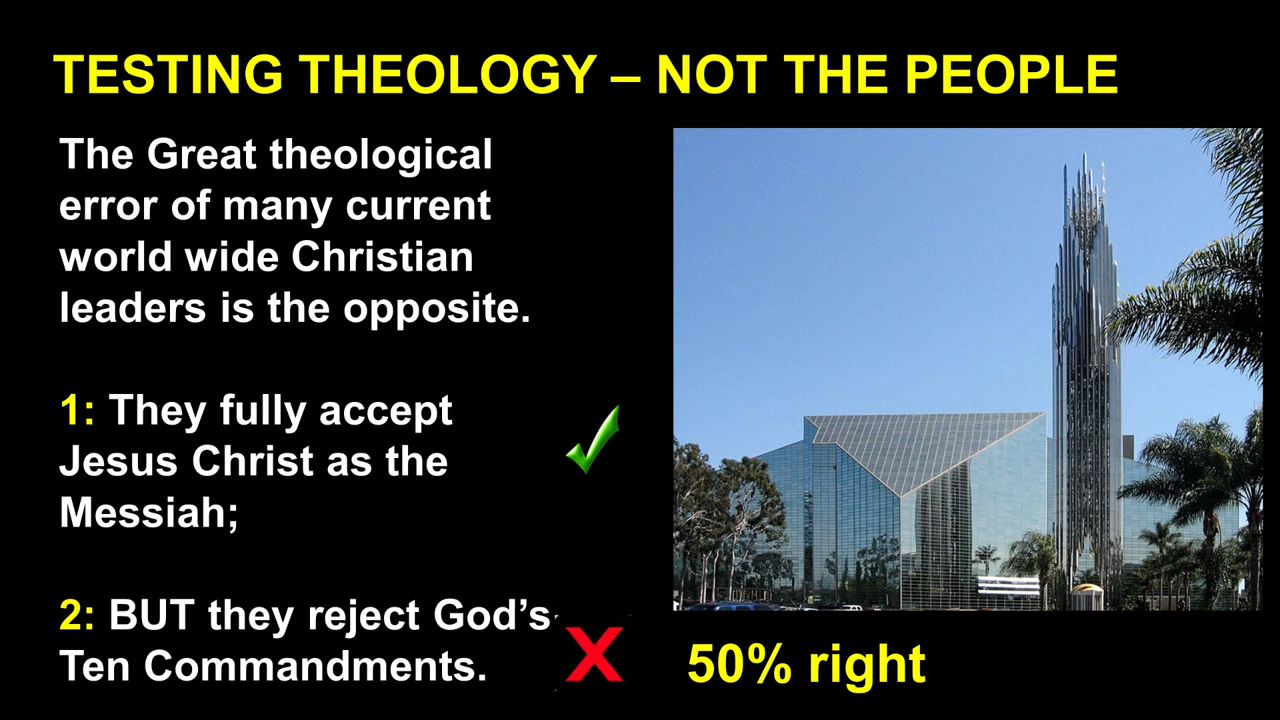 TESTING THEOLOGY – NOT THE PEOPLE
The Great theological
error of many current
world wide Christian
leaders is the opposite.
1: They fully accept
Jesus Christ as the
Messiah;
2: BUT they reject God’s
Ten Commandments.
50% right